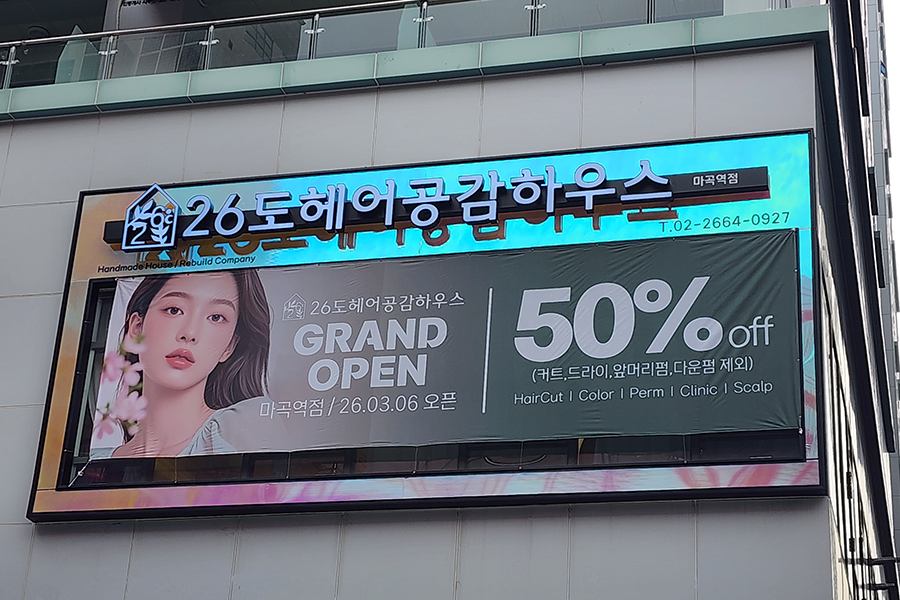 26도헤어공감하우스 마곡역점
T.02-2664-0927
Handmade House / Rebuild Company
26도헤어공감하우스
GRAND
OPEN
마곡역점 / 26.03.06 오픈
50% off
(커트,드라이,앞머리펌,다운펌 제외)
HairCut | Color | Perm | Clinic | Scalp